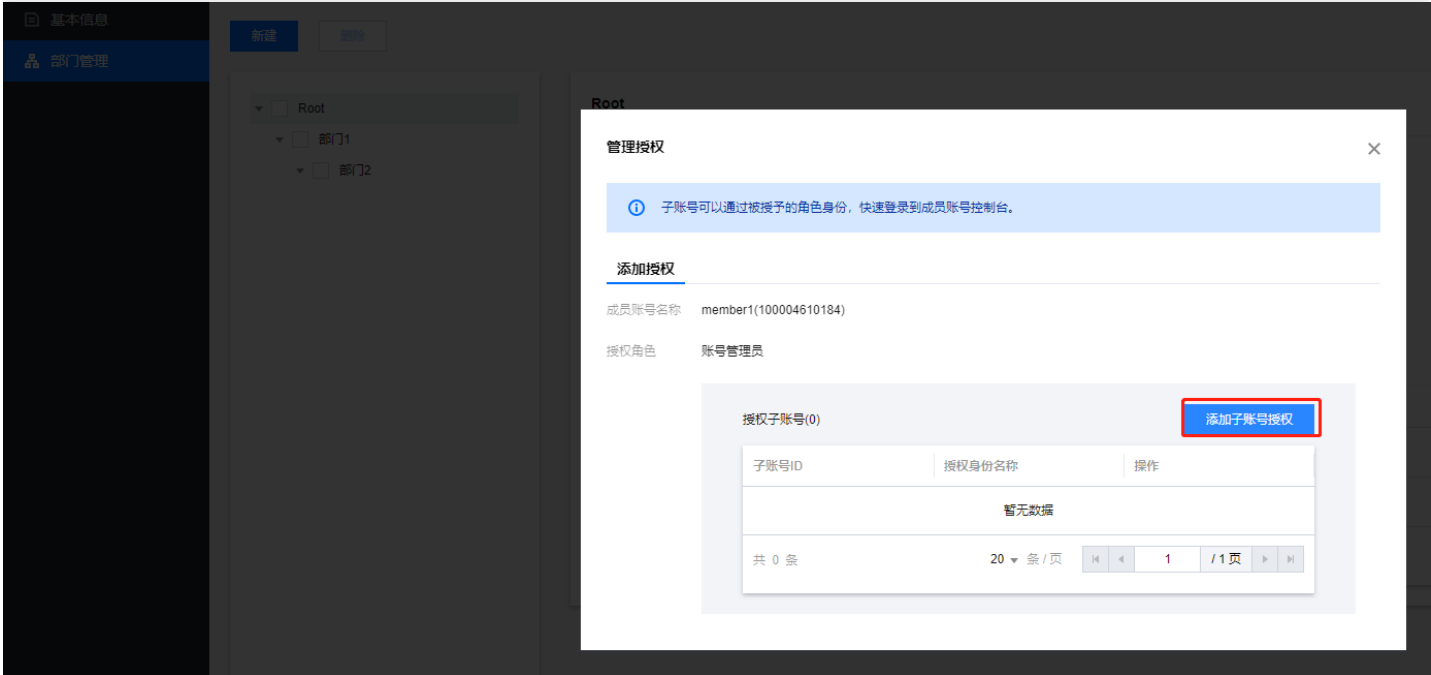 基本信息
部门管理
新建
删除
Root
部门1
部门2
Root
管理授权
子账号可以通过被授予的角色身份，快速登录到成员账号控制台。
添加授权
成员账号名称 member1(100004610184)
授权角色 账号管理员
授权子账号(0) 添加子账号授权
子账号ID 授权身份名称 操作
暂无数据
共 0 条 20 条 / 页 1 / 1 页